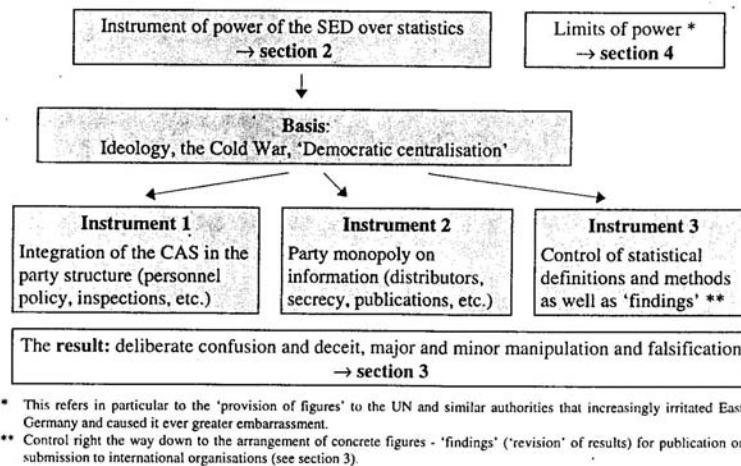 Instrument of power of the SED over statistics
→ section 2
Limits of power *
→ section 4
Basis:
Ideology, the Cold War, ‘Democratic centralisation’
Instrument 1
Integration of the CAS in the
party structure (personnel
policy, inspections, etc.)
Instrument 2
Party monopoly on
information (distributors,
secrecy, publications, etc.)
Instrument 3
Control of statistical
definitions and methods
as well as ‘findings’ **
The result: deliberate confusion and deceit, major and minor manipulation and falsification
→ section 3
* This refers in particular to the ‘provision of figures’ to the UN and similar authorities that increasingly irritated East
Germany and caused it ever greater embarrassment.
** Control right the way down to the arrangement of concrete figures - ‘findings’ (‘revision’ of results) for publication or
submission to international organisations (see section 3).